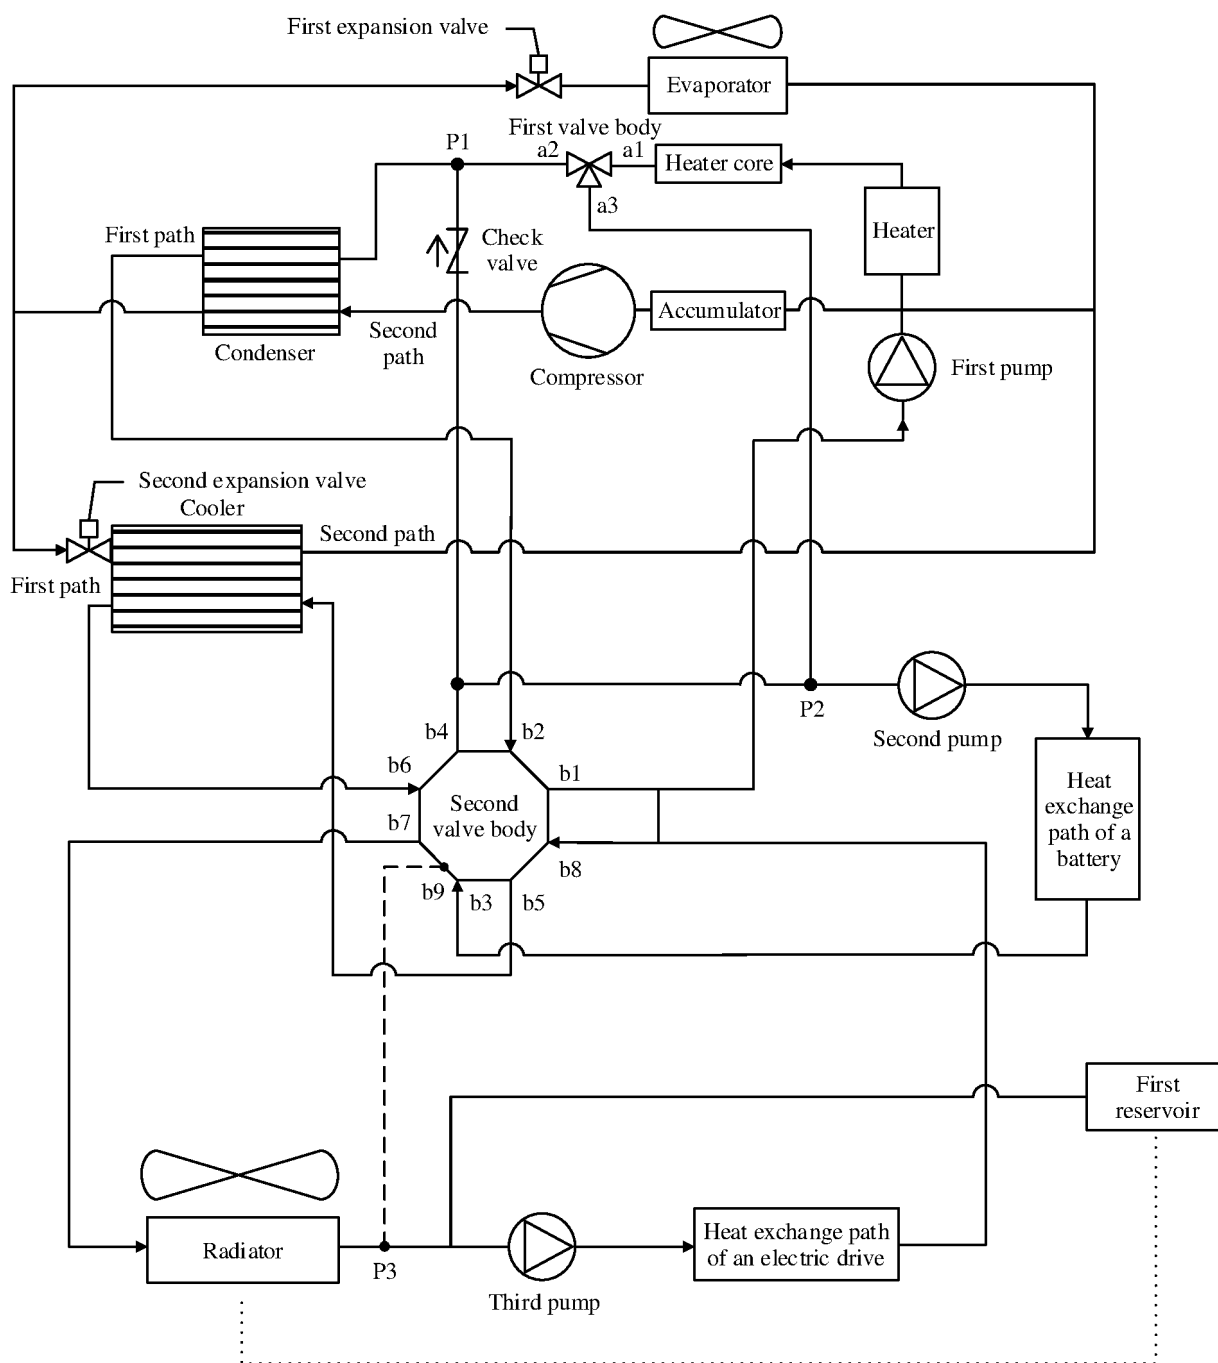 First expansion valve
Evaporator
First valve body
P1
a2
a1
Heater core
a3
First path
Check
valve
Heater
Second
path
Accumulator
Condenser
Compressor
First pump
Second expansion valve
Cooler
Second path
First path
P2
b4
b2
Second pump
b6
b1
Second
valve body
Heat
exchange
path of a
battery
b7
b8
b9
b3
b5
First
reservoir
Radiator
P3
Heat exchange path
of an electric drive
Third pump